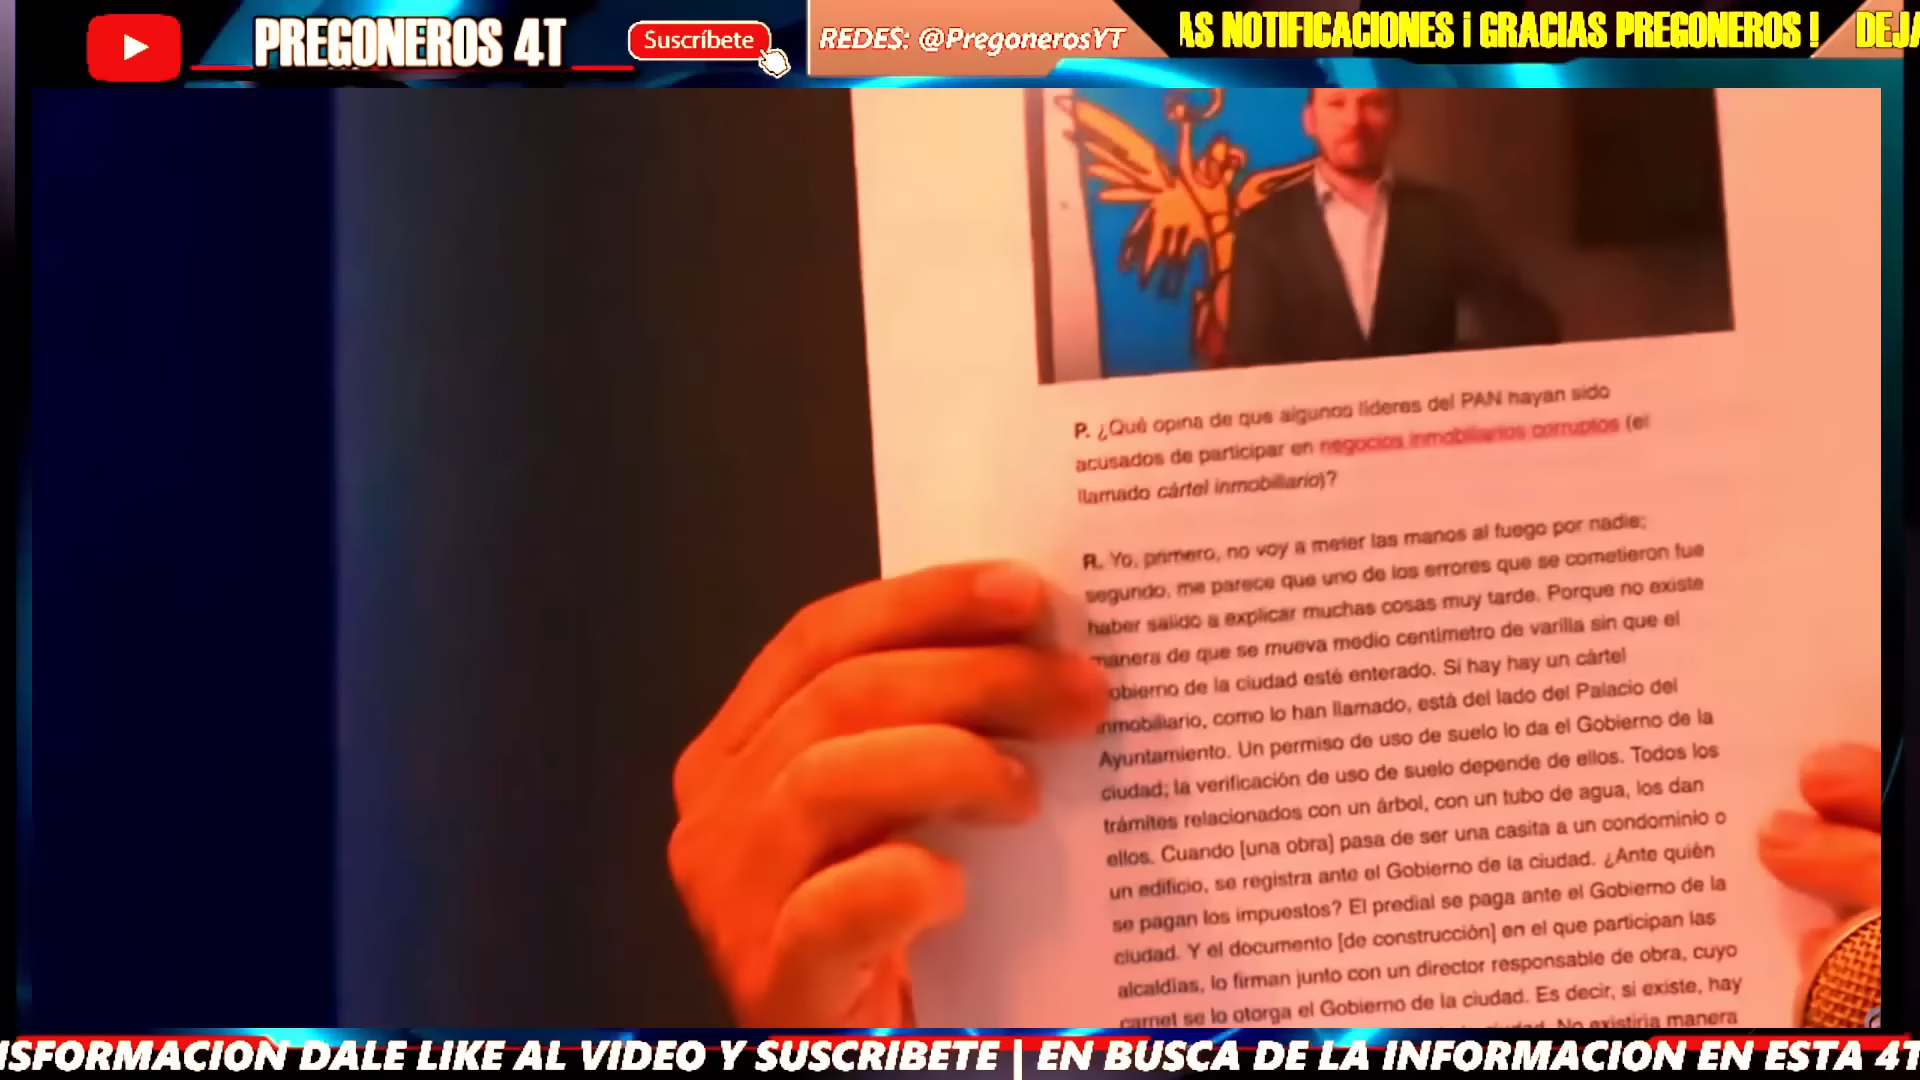 PREGONEROS 4T
Suscríbete
REDES: @PregonerosYT
AS NOTIFICACIONES ¡ GRACIAS PREGONEROS !
DEJA
P. ¿Qué opina de que algunos líderes del PAN hayan sido
acusados de participar en negocios inmobiliarios corruptos (el
llamado cártel inmobiliario)?
R. Yo, primero, no voy a meter las manos al fuego por nadie;
segundo, me parece que uno de los errores que se cometieron fue
haber salido a explicar muchas cosas muy tarde. Porque no existe
manera de que se mueva medio centímetro de varilla sin que el
obierno de la ciudad esté enterado. Si hay hay un cártel
inmobiliario, como lo han llamado, está del lado del Palacio del
Ayuntamiento. Un permiso de uso de suelo lo da el Gobierno de la
ciudad; la verificación de uso de suelo depende de ellos. Todos los
trámites relacionados con un árbol, con un tubo de agua, los dan
ellos. Cuando [una obra] pasa de ser una casita a un condominio o
un edificio, se registra ante el Gobierno de la ciudad. ¿Ante quién
se pagan los impuestos? El predial se paga ante el Gobierno de la
ciudad. Y el documento [de construcción] en el que participan las
alcaldías, lo firman junto con un director responsable de obra, cuyo
carnet se lo otorga el Gobierno de la ciudad. Es decir, si existe, hay
No existiría manera
NSFORMACION DALE LIKE AL VIDEO Y SUSCRIBETE | EN BUSCA DE LA INFORMACION EN ESTA 4T